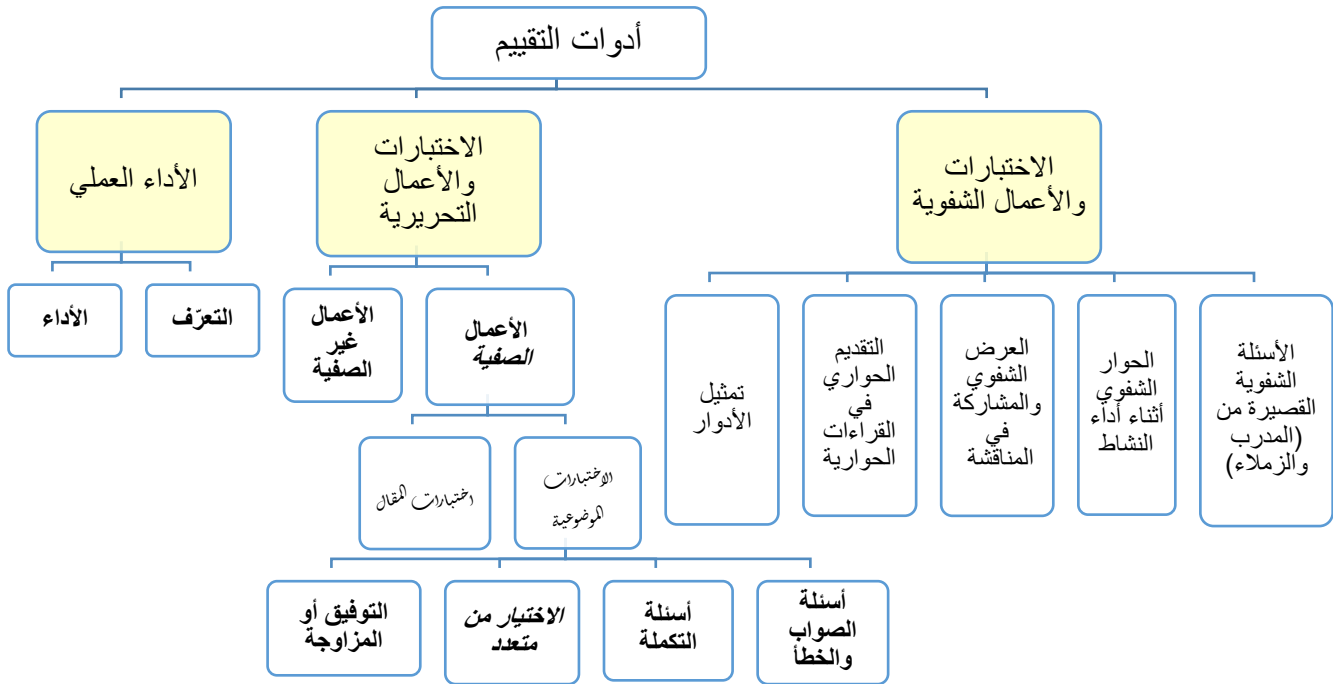 أدوات التقييم
الاختبارات
والأعمال الشفوية
الاختبارات
والأعمال
التحريرية
الأداء العملي
الأسئلة
الشفوية
القصيرة من
(المدرب
والزملاء)
الحوار
الشفوي
أثناء أداء
النشاط
العرض
الشفوي
والمشاركة
في
المناقشة
التقديم
الحواري
في
القراءات
الحوارية
تمثيل
الأدوار
الأعمال
الصفية
الأعمال
غير
الصفية
التعرّف
الأداء
الاختبارات
الموضوعية
اختبارات المقال
أسئلة
الصواب
والخطأ
أسئلة
التكملة
الاختيار من
متعدد
التوفيق أو
المزاوجة